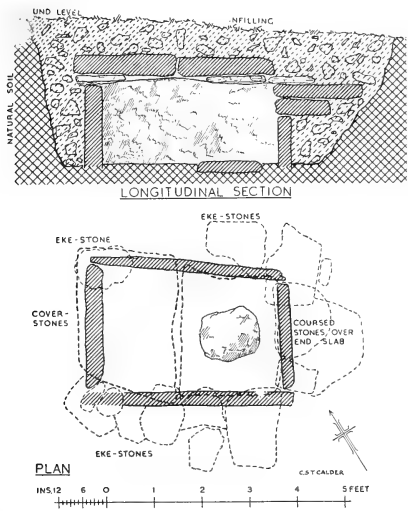 UND LEVEL
NFILLING
NATURAL SOIL
LONGITUDINAL SECTION
EKE-STONES
EKE-STONE
COVER-
STONES
COURSED
STONES, OVER
END SLAB
EKE-STONES
PLAN
C.S.T. CALDER
INS, 12 6 0 1 2 3 4 5 FEET